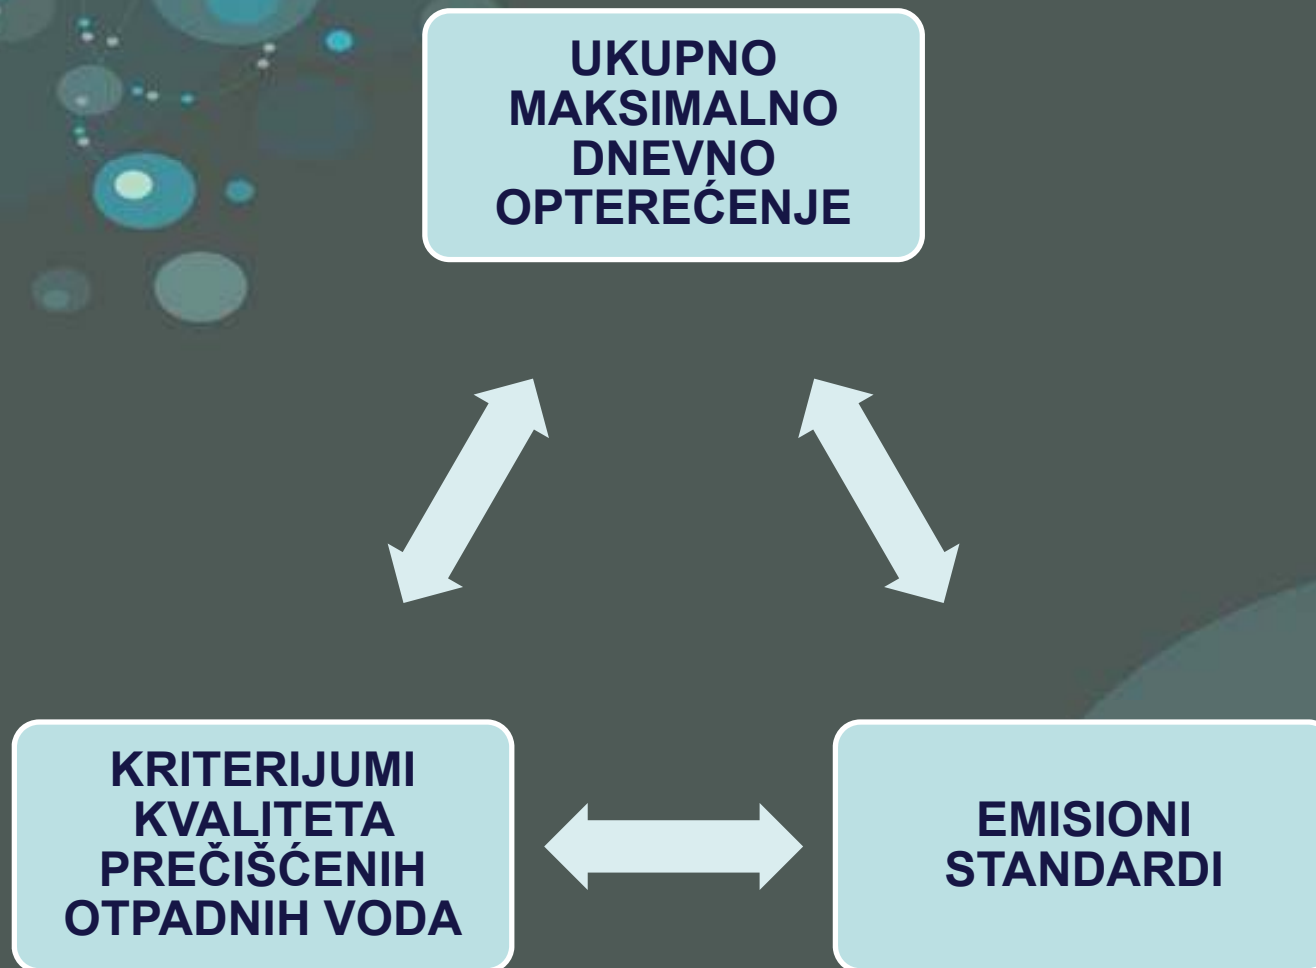 UKUPNO
MAKSIMALNO
DNEVNO
OPTEREĆENJE
KRITERIJUMI
KVALITETA
PREČIŠĆENIH
OTPADNIH VODA
EMISIONI
STANDARDI